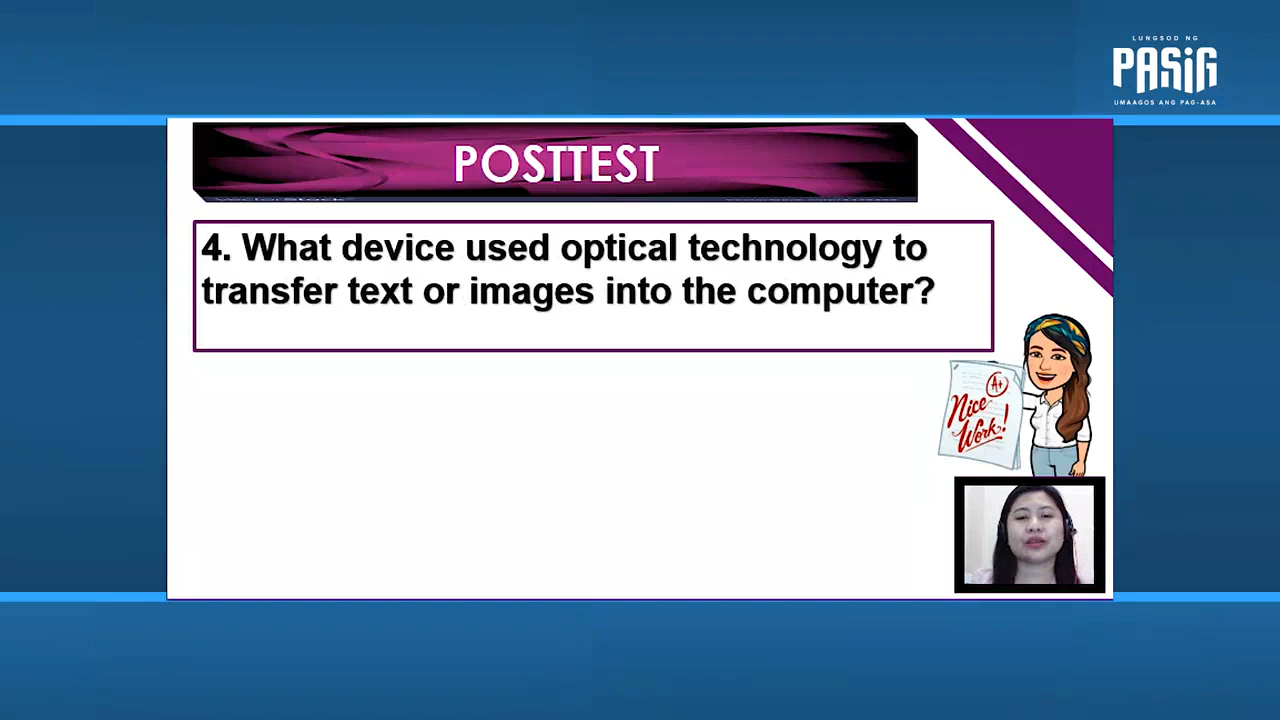 LUNGSOD NG
PASIG
UMAAGOS ANG PAG-ASA
POSTTEST
4. What device used optical technology to
transfer text or images into the computer?
A+
Nice
Work!